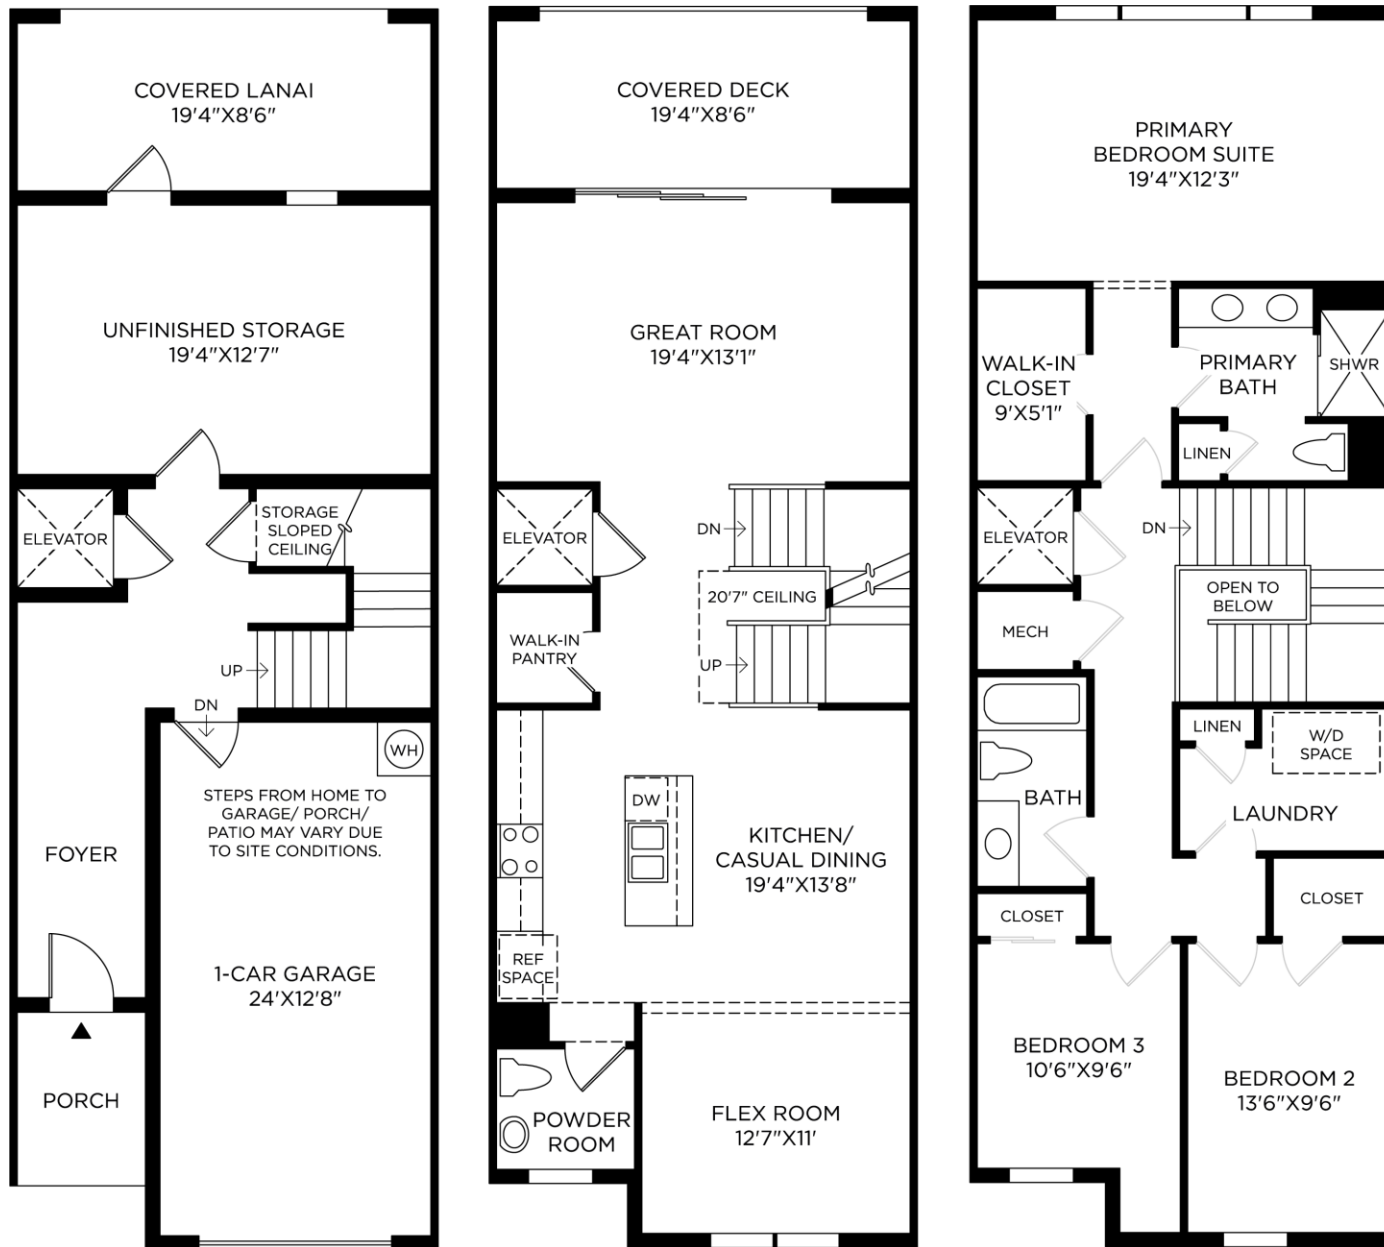 COVERED LANAI
19'4"X8'6"
UNFINISHED STORAGE
19'4"X12'7"
ELEVATOR
STORAGE
SLOPED
CEILING
UP
DN
WH
STEPS FROM HOME TO
GARAGE/ PORCH/
PATIO MAY VARY DUE
TO SITE CONDITIONS.
FOYER
1-CAR GARAGE
24'X12'8"
PORCH
COVERED DECK
19'4"X8'6"
GREAT ROOM
19'4"X13'1"
ELEVATOR
DN
20'7" CEILING
WALK-IN
PANTRY
UP
DW
KITCHEN/
CASUAL DINING
19'4"X13'8"
REF
SPACE
POWDER
ROOM
FLEX ROOM
12'7"X11'
PRIMARY
BEDROOM SUITE
19'4"X12'3"
WALK-IN
CLOSET
9'X5'1"
PRIMARY
BATH
SHWR
LINEN
ELEVATOR
DN
OPEN TO
BELOW
MECH
LINEN
W/D
SPACE
BATH
LAUNDRY
CLOSET
CLOSET
BEDROOM 3
10'6"X9'6"
BEDROOM 2
13'6"X9'6"